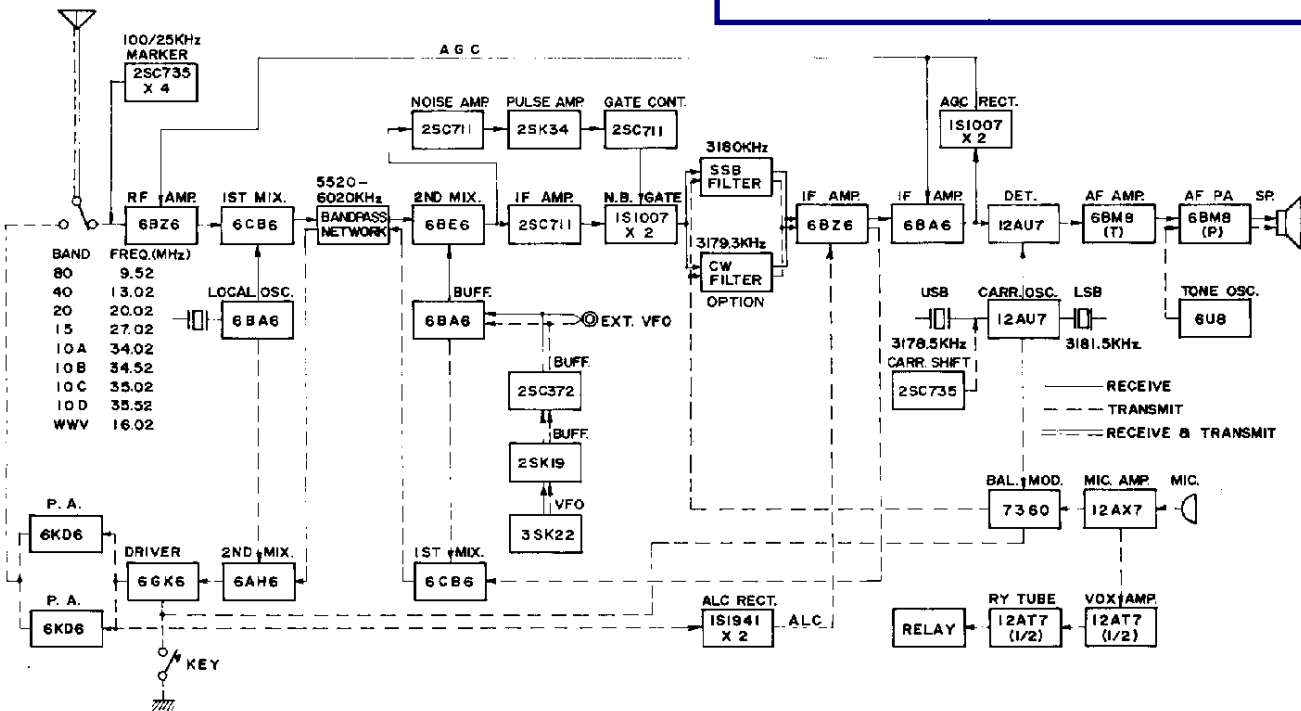 100/25KHz
MARKER
2SC735
X 4
A G C
NOISE AMP.
2SC711
PULSE AMP.
2SK34
GATE CONT.
2SC711
AGC RECT.
1S1007
X 2
3180KHz
SSB
FILTER
RF AMP.
6BZ6
1ST MIX.
6CB6
5520-
6020KHz
BANDPASS
NETWORK
2ND MIX.
6BE6
IF AMP.
2SC711
N.B. GATE
1S1007
X 2
3179.3KHz
CW
FILTER
OPTION
IF AMP.
6BZ6
IF AMP.
6BA6
DET.
12AU7
AF AMP.
6BM8
(T)
AF PA
6BM8
(P)
SP.
BAND FREQ.(MHz)
80 9.52
40 13.02
20 20.02
15 27.02
10A 34.02
10B 34.52
10C 35.02
10D 35.52
WWV 16.02
LOCAL OSC.
6BA6
BUFF.
6BA6
EXT. VFO
BUFF.
2SC372
BUFF.
2SK19
VFO
3SK22
USB
3178.5KHz
CARR. OSC.
12AU7
LSB
3181.5KHz
CARR. SHIFT
2SC735
TONE OSC.
6U8
RECEIVE
TRANSMIT
RECEIVE & TRANSMIT
BAL. MOD.
7360
MIC. AMP.
12AX7
MIC.
P. A.
6KD6
P. A.
6KD6
DRIVER
6GK6
2ND MIX.
6AH6
1ST MIX.
6CB6
ALC RECT.
1S1941
X 2
ALC
RELAY
RY TUBE
12AT7
(1/2)
VOX AMP.
12AT7
(1/2)
KEY